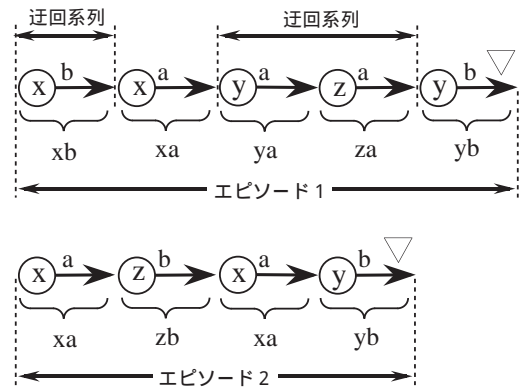 迂回系列 迂回系列
x b x a y a z a y b
xb xa ya za yb
エピソード 1
x a z b x a y b
xa zb xa yb
エピソード 2